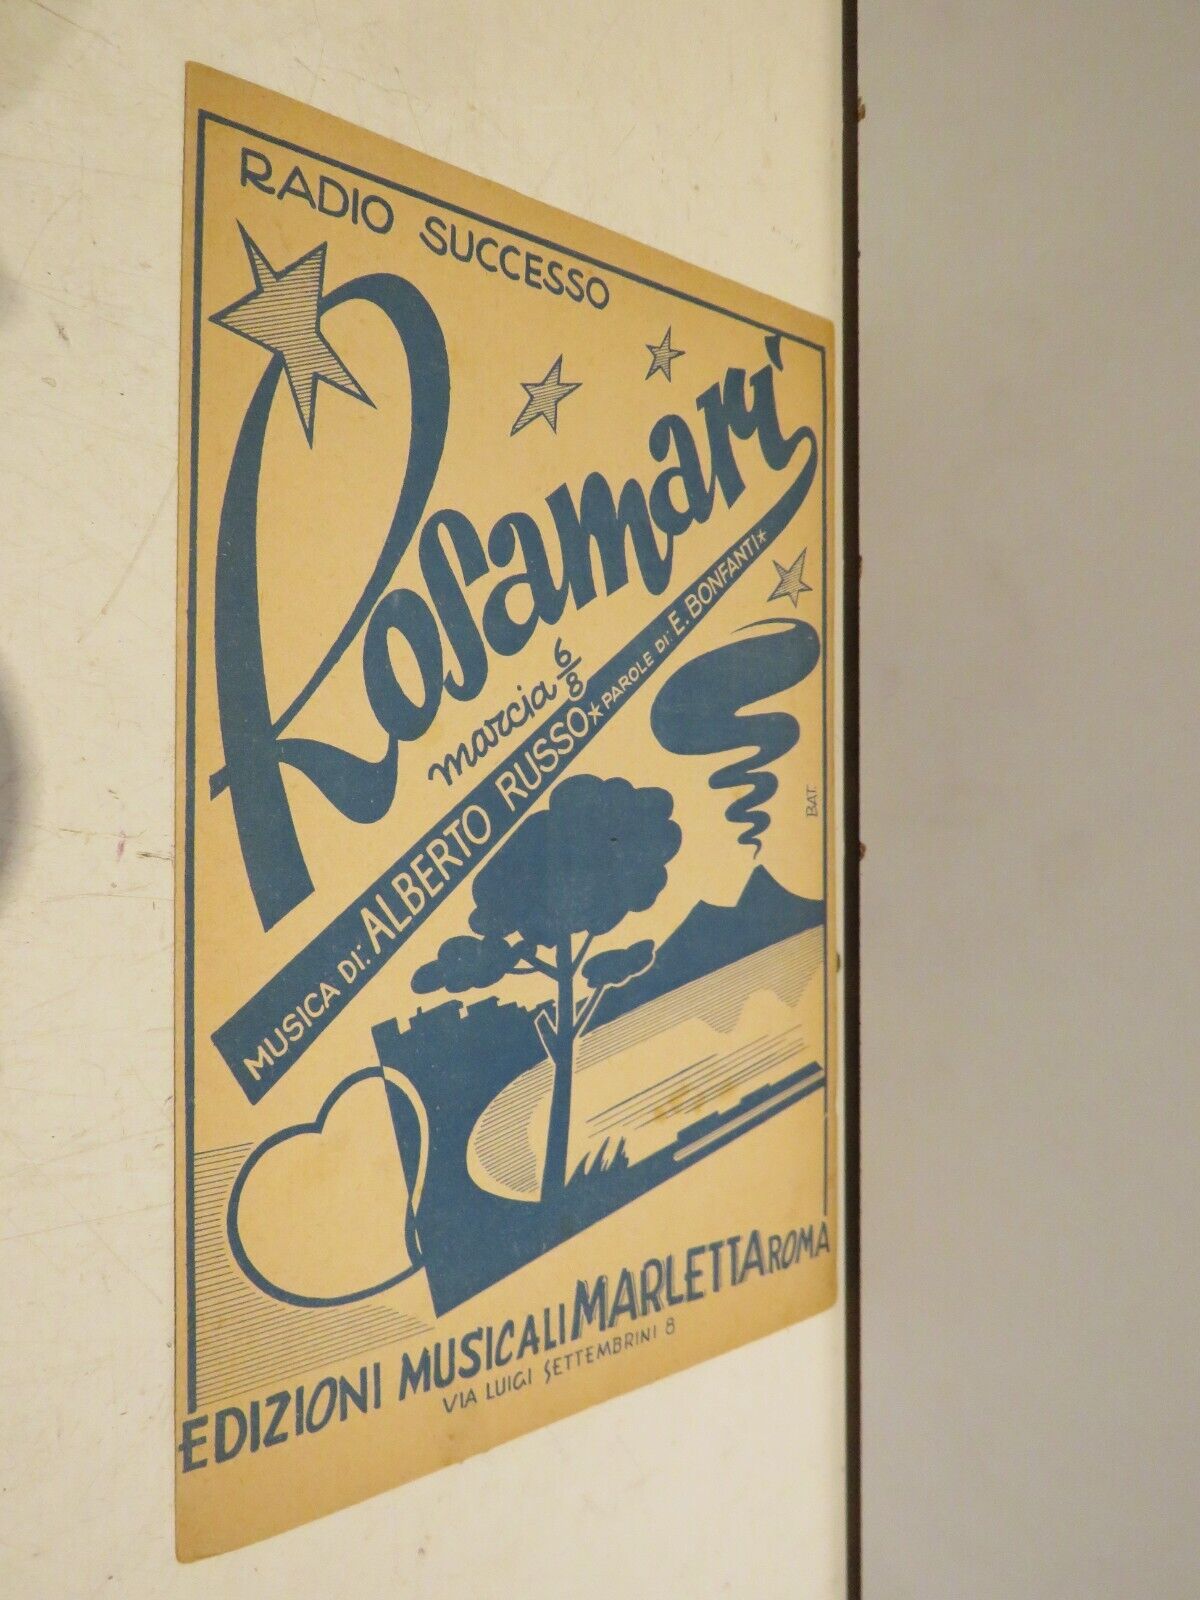 RADIO SUCCESSO
Rosamarì
marcia 6/8
MUSICA DI: ALBERTO RUSSO * PAROLE DI: E. BONFANTI *
BAT.
EDIZIONI MUSICALI MARLETTA ROMA
VIA LUIGI SETTEMBRINI 8